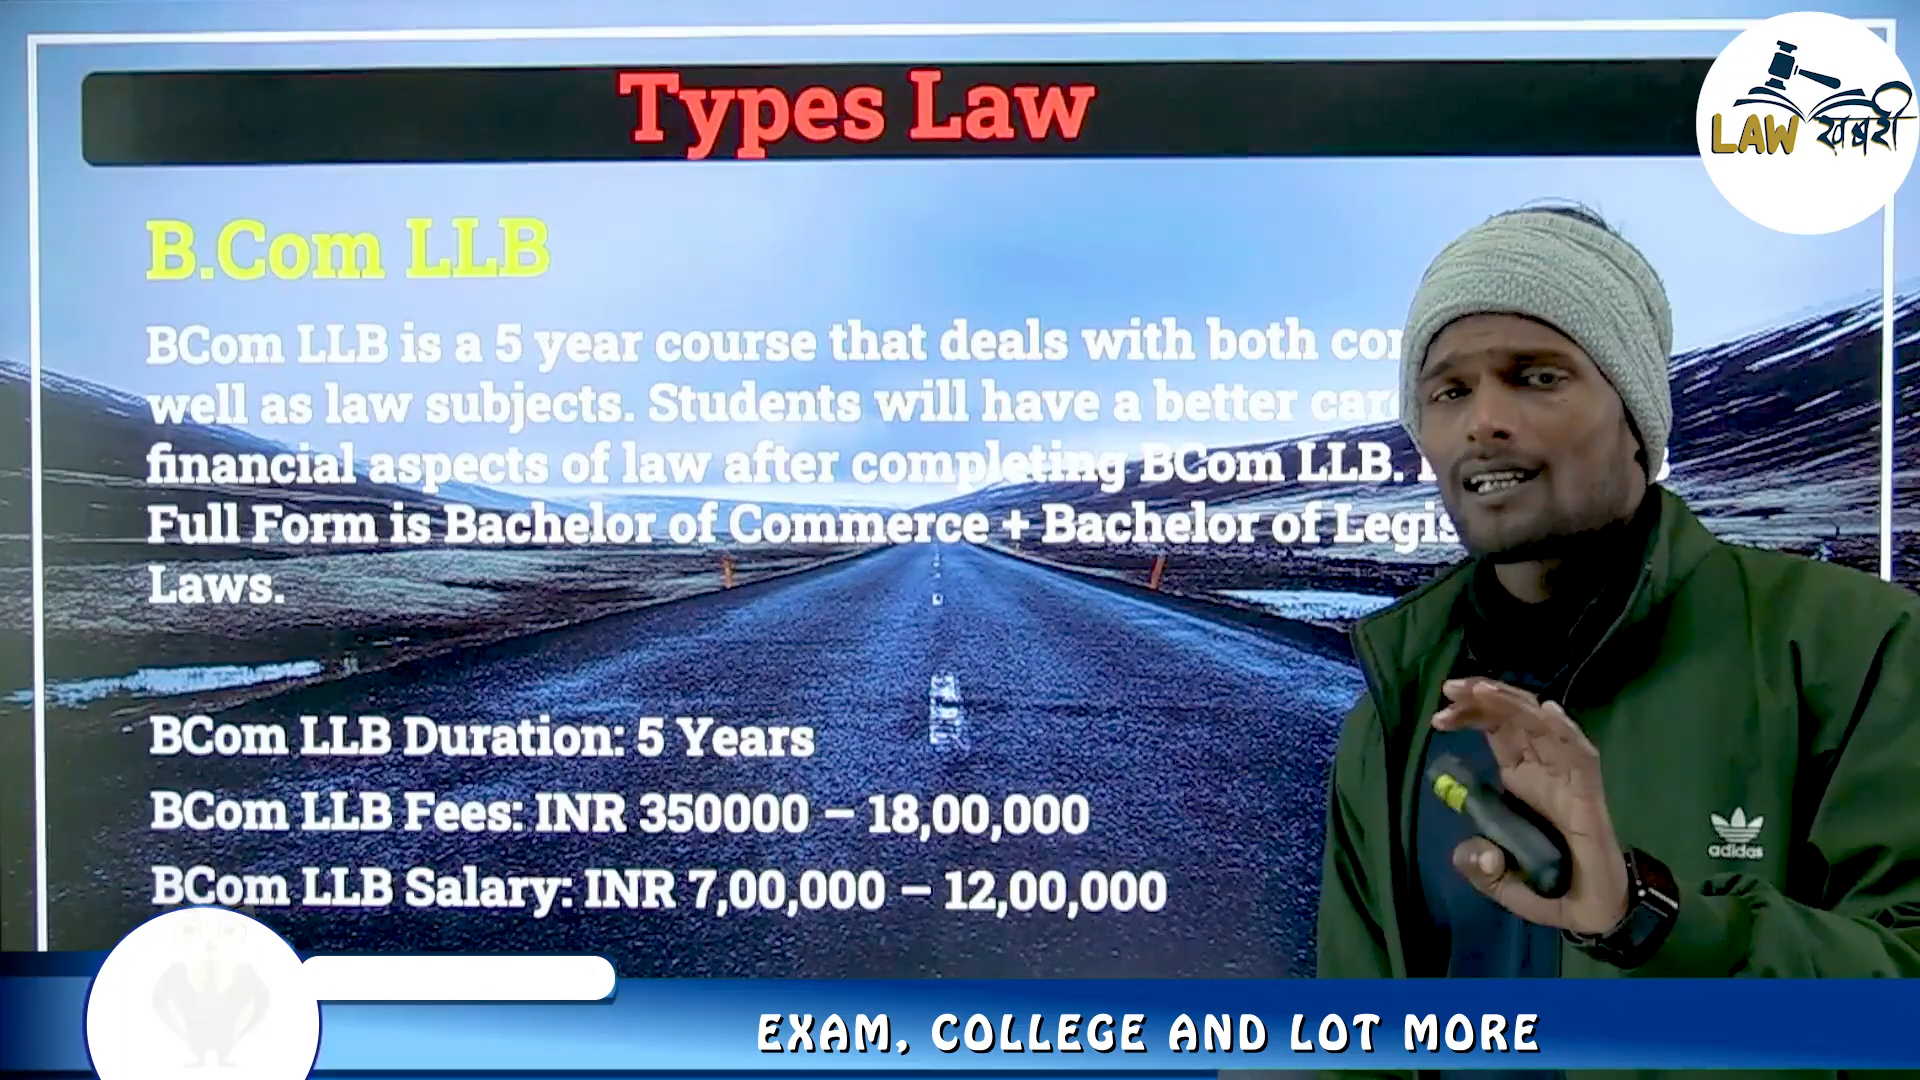 Types Law
LAW खबरी
B.Com LLB
BCom LLB is a 5 year course that deals with both
well as law subjects. Students will have a better
financial aspects of law after completing BCom LLB.
Full Form is Bachelor of Commerce + Bachelor of
Laws.
BCom LLB Duration: 5 Years
BCom LLB Fees: INR 350000 – 18,00,000
BCom LLB Salary: INR 7,00,000 – 12,00,000
adidas
EXAM, COLLEGE AND LOT MORE